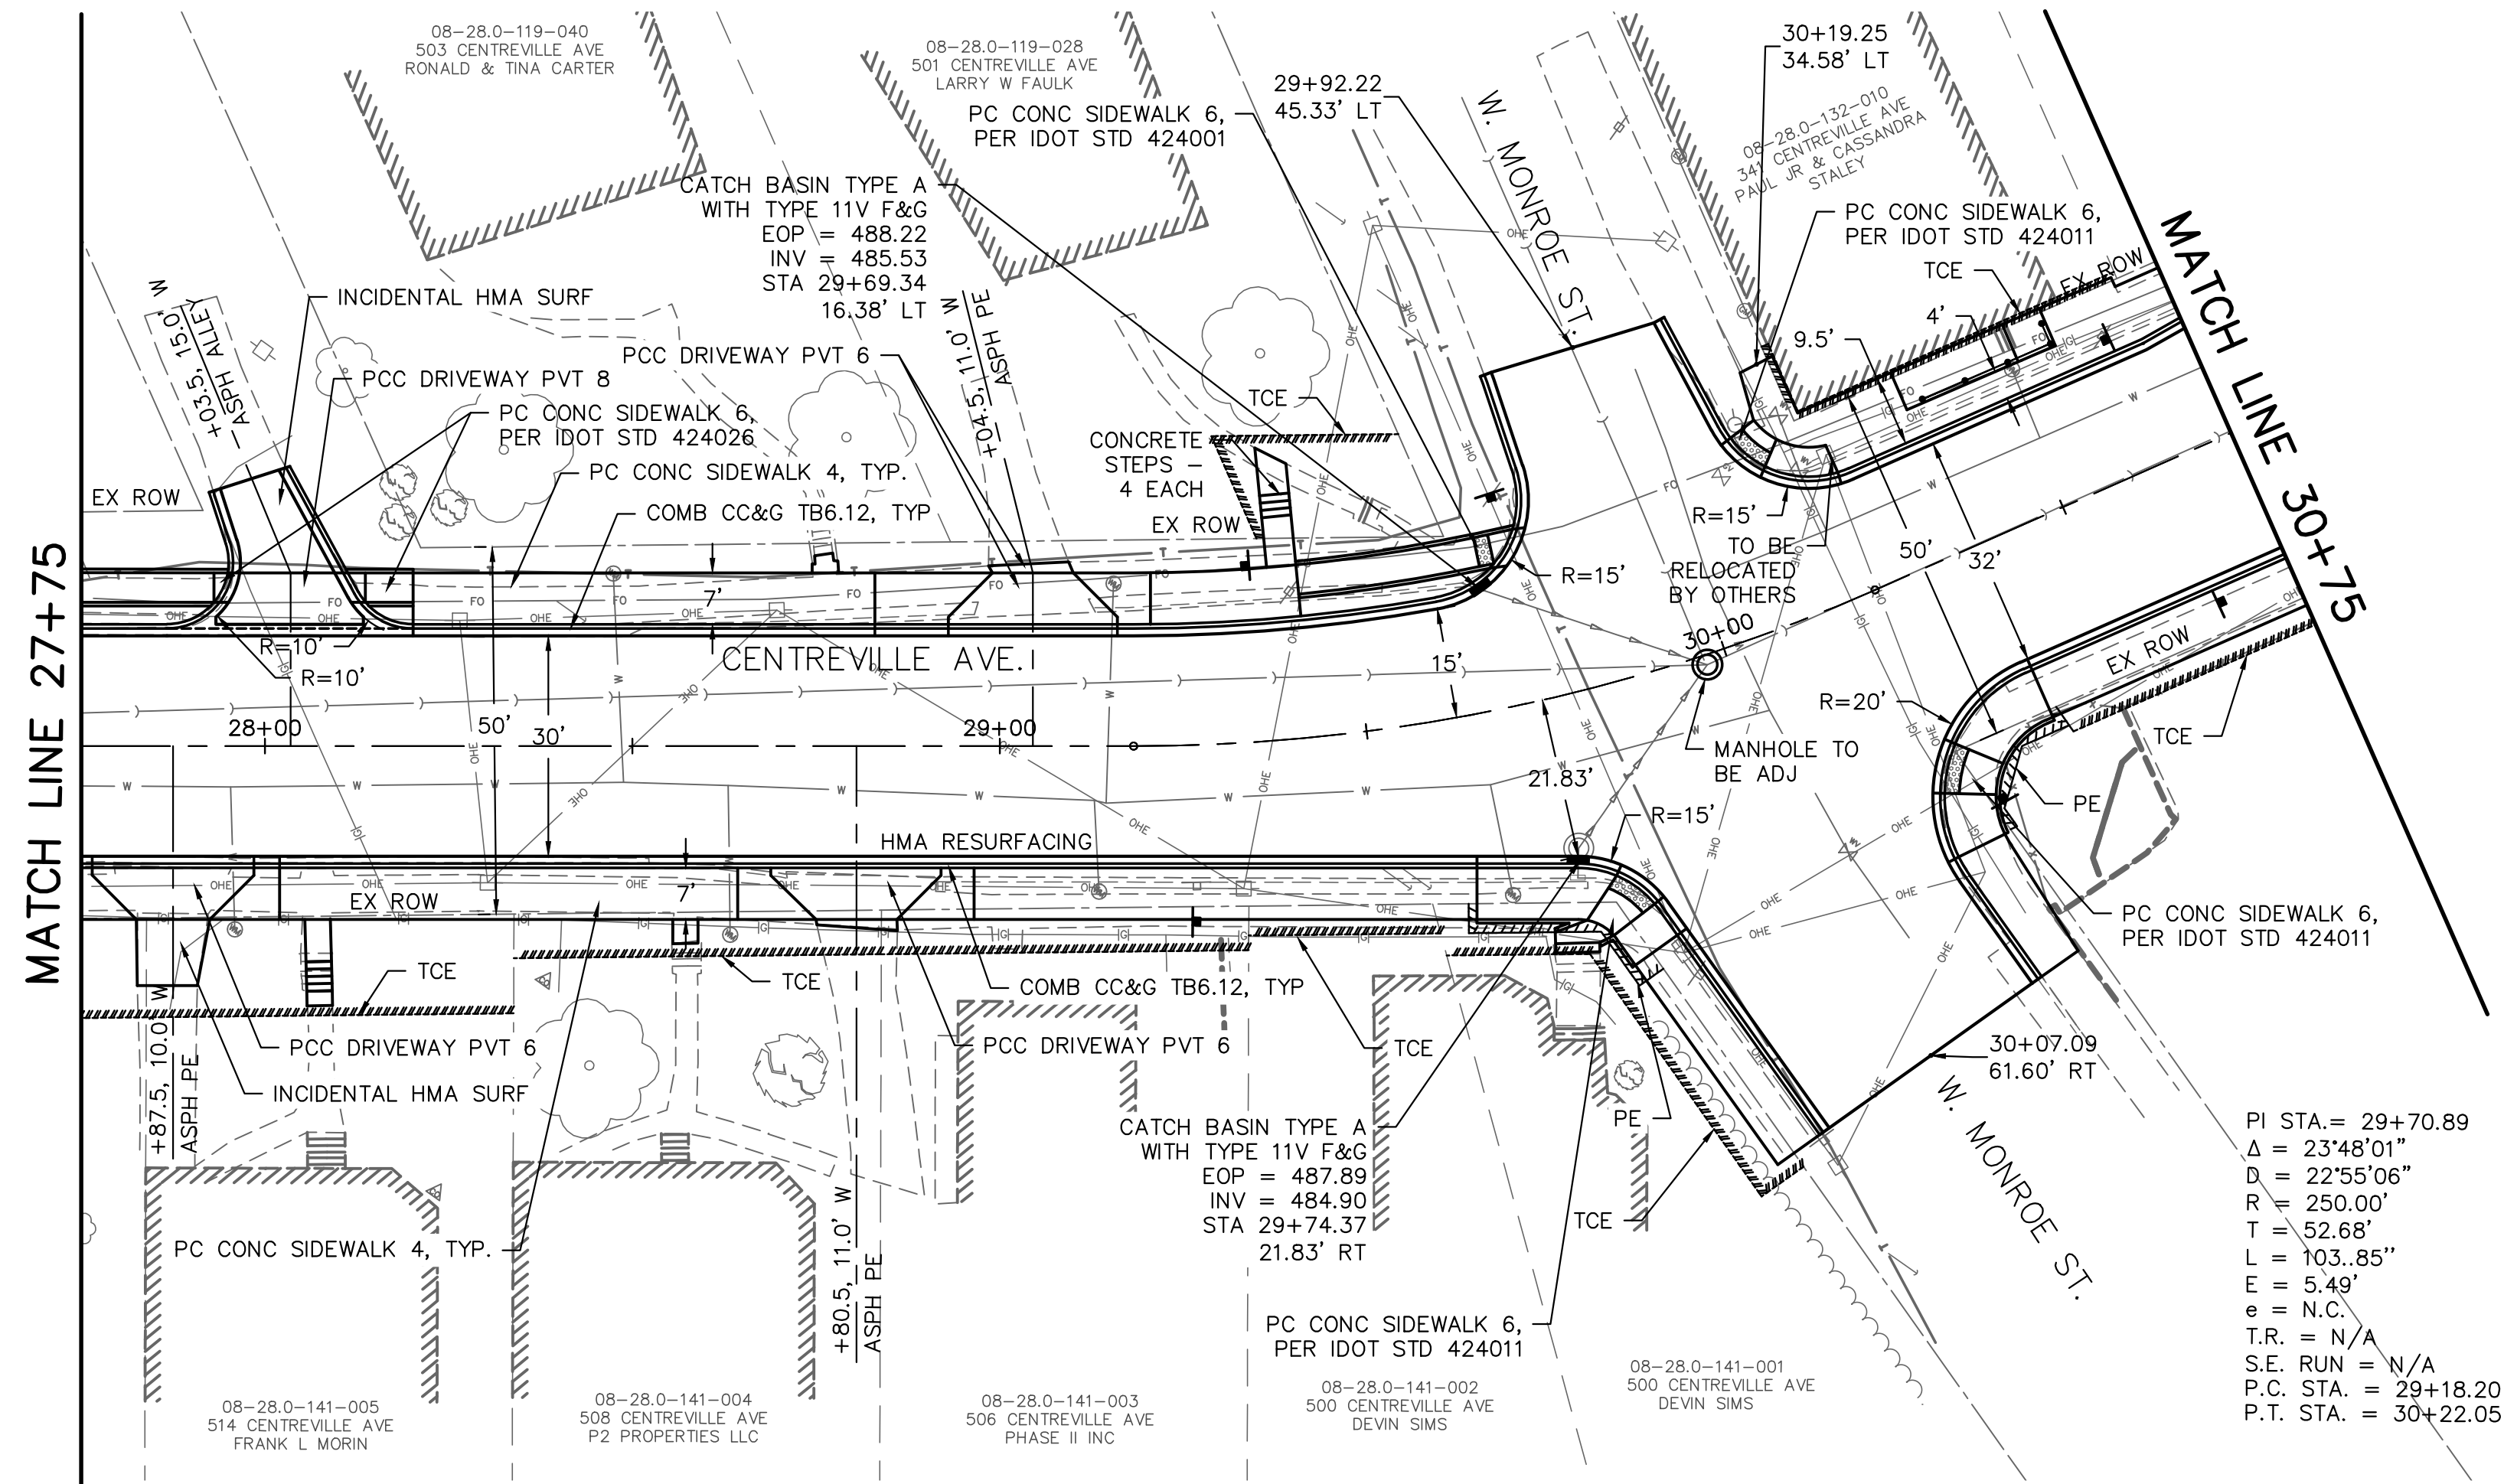 MATCH LINE 27+75
08-28.0-119-040
503 CENTREVILLE AVE
RONALD & TINA CARTER
08-28.0-119-028
501 CENTREVILLE AVE
LARRY W FAULK
PC CONC SIDEWALK 6,
PER IDOT STD 424001
29+92.22
45.33' LT
30+19.25
34.58' LT
08-28.0-132-010
341 CENTREVILLE AVE
PAUL JR & CASSANDRA
STALEY
W. MONROE ST.
PC CONC SIDEWALK 6,
PER IDOT STD 424011
TCE
EX ROW
4'
9.5'
MATCH LINE 30+75
CATCH BASIN TYPE A
WITH TYPE 11V F&G
EOP = 488.22
INV = 485.53
STA 29+69.34
16.38' LT
+03.5, 15.0' W
ASPH ALLEY
INCIDENTAL HMA SURF
PCC DRIVEWAY PVT 8
PC CONC SIDEWALK 6,
PER IDOT STD 424026
PC CONC SIDEWALK 4, TYP.
COMB CC&G TB6.12, TYP
PCC DRIVEWAY PVT 6
+04.5, 11.0' W
ASPH PE
TCE
CONCRETE
STEPS –
4 EACH
EX ROW
EX ROW
R=10'
R=10'
7'
CENTREVILLE AVE.
R=15'
R=15'
TO BE
RELOCATED
BY OTHERS
50'
32'
30+00
15'
28+00
50'
30'
29+00
21.83'
MANHOLE TO
BE ADJ
R=20'
EX ROW
TCE
PE
R=15'
HMA RESURFACING
EX ROW
7'
TCE
TCE
COMB CC&G TB6.12, TYP
PCC DRIVEWAY PVT 6
TCE
PC CONC SIDEWALK 6,
PER IDOT STD 424011
30+07.09
61.60' RT
W. MONROE ST.
PCC DRIVEWAY PVT 6
INCIDENTAL HMA SURF
+87.5, 10.0' W
ASPH PE
CATCH BASIN TYPE A
WITH TYPE 11V F&G
EOP = 487.89
INV = 484.90
STA 29+74.37
21.83' RT
PE
TCE
PC CONC SIDEWALK 4, TYP.
+80.5, 11.0' W
ASPH PE
PC CONC SIDEWALK 6,
PER IDOT STD 424011
08-28.0-141-005
514 CENTREVILLE AVE
FRANK L MORIN
08-28.0-141-004
508 CENTREVILLE AVE
P2 PROPERTIES LLC
08-28.0-141-003
506 CENTREVILLE AVE
PHASE II INC
08-28.0-141-002
500 CENTREVILLE AVE
DEVIN SIMS
08-28.0-141-001
500 CENTREVILLE AVE
DEVIN SIMS
PI STA.= 29+70.89
Δ = 23°48'01"
D = 22°55'06"
R = 250.00'
T = 52.68'
L = 103..85''
E = 5.49'
e = N.C.
T.R. = N/A
S.E. RUN = N/A
P.C. STA. = 29+18.20
P.T. STA. = 30+22.05